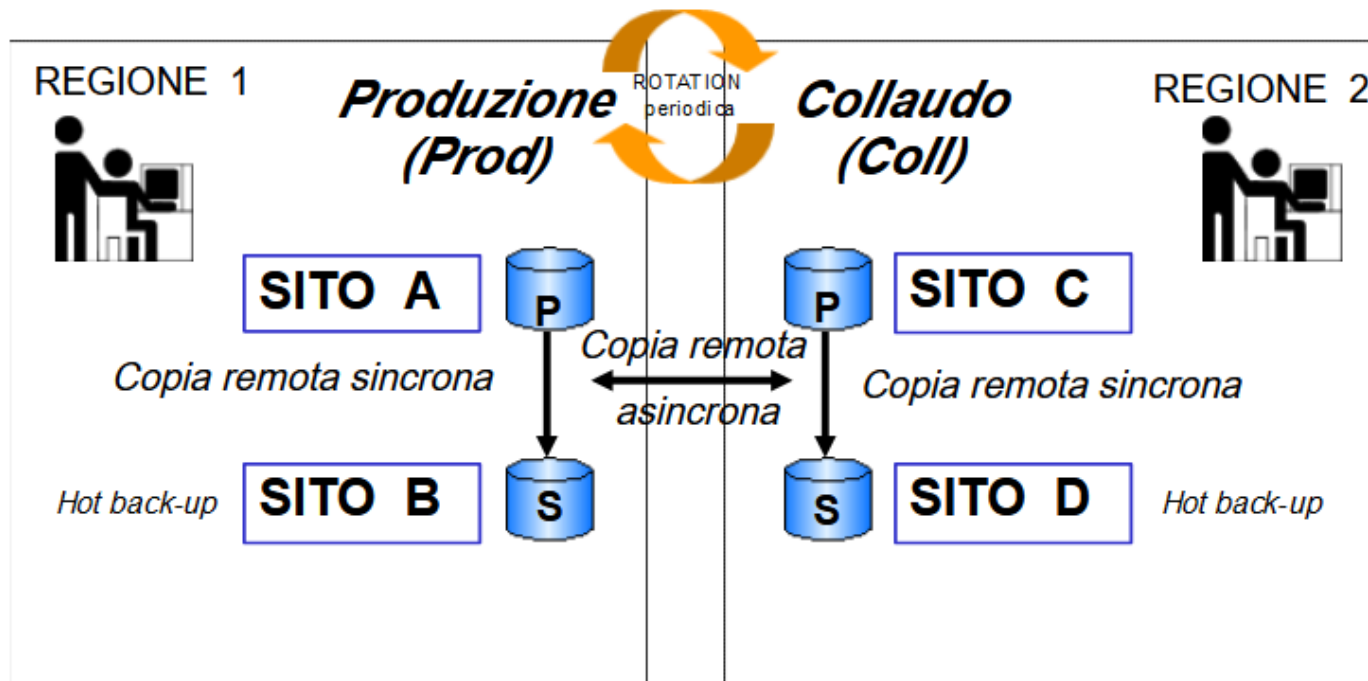 REGIONE 1
Produzione
(Prod)
ROTATION
periodica
Collaudo
(Coll)
REGIONE 2
SITO A
P
P
SITO C
Copia remota sincrona
Copia remota
asincrona
Copia remota sincrona
Hot back-up
SITO B
S
S
SITO D
Hot back-up